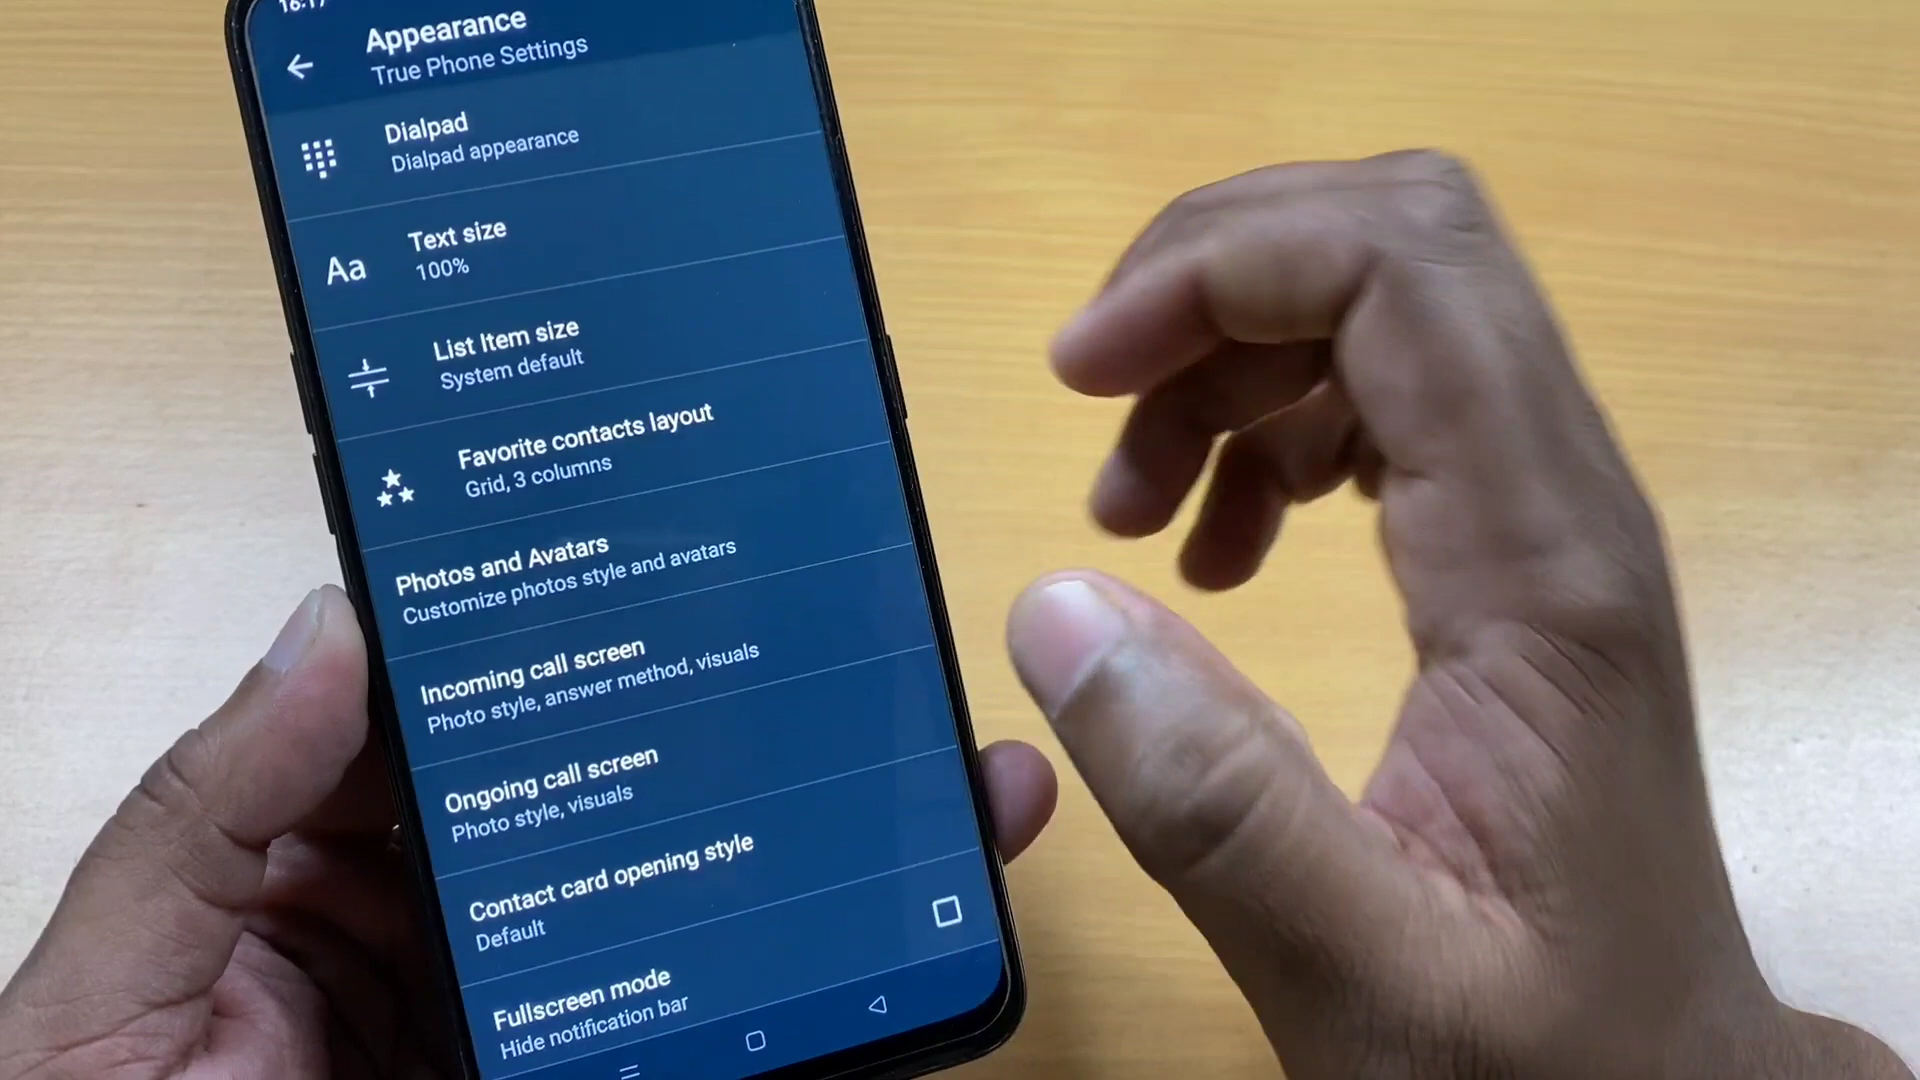 16:17
Appearance
True Phone Settings
Dialpad
Dialpad appearance
Aa
Text size
100%
List Item size
System default
Favorite contacts layout
Grid, 3 columns
Photos and Avatars
Customize photos style and avatars
Incoming call screen
Photo style, answer method, visuals
Ongoing call screen
Photo style, visuals
Contact card opening style
Default
Fullscreen mode
Hide notification bar